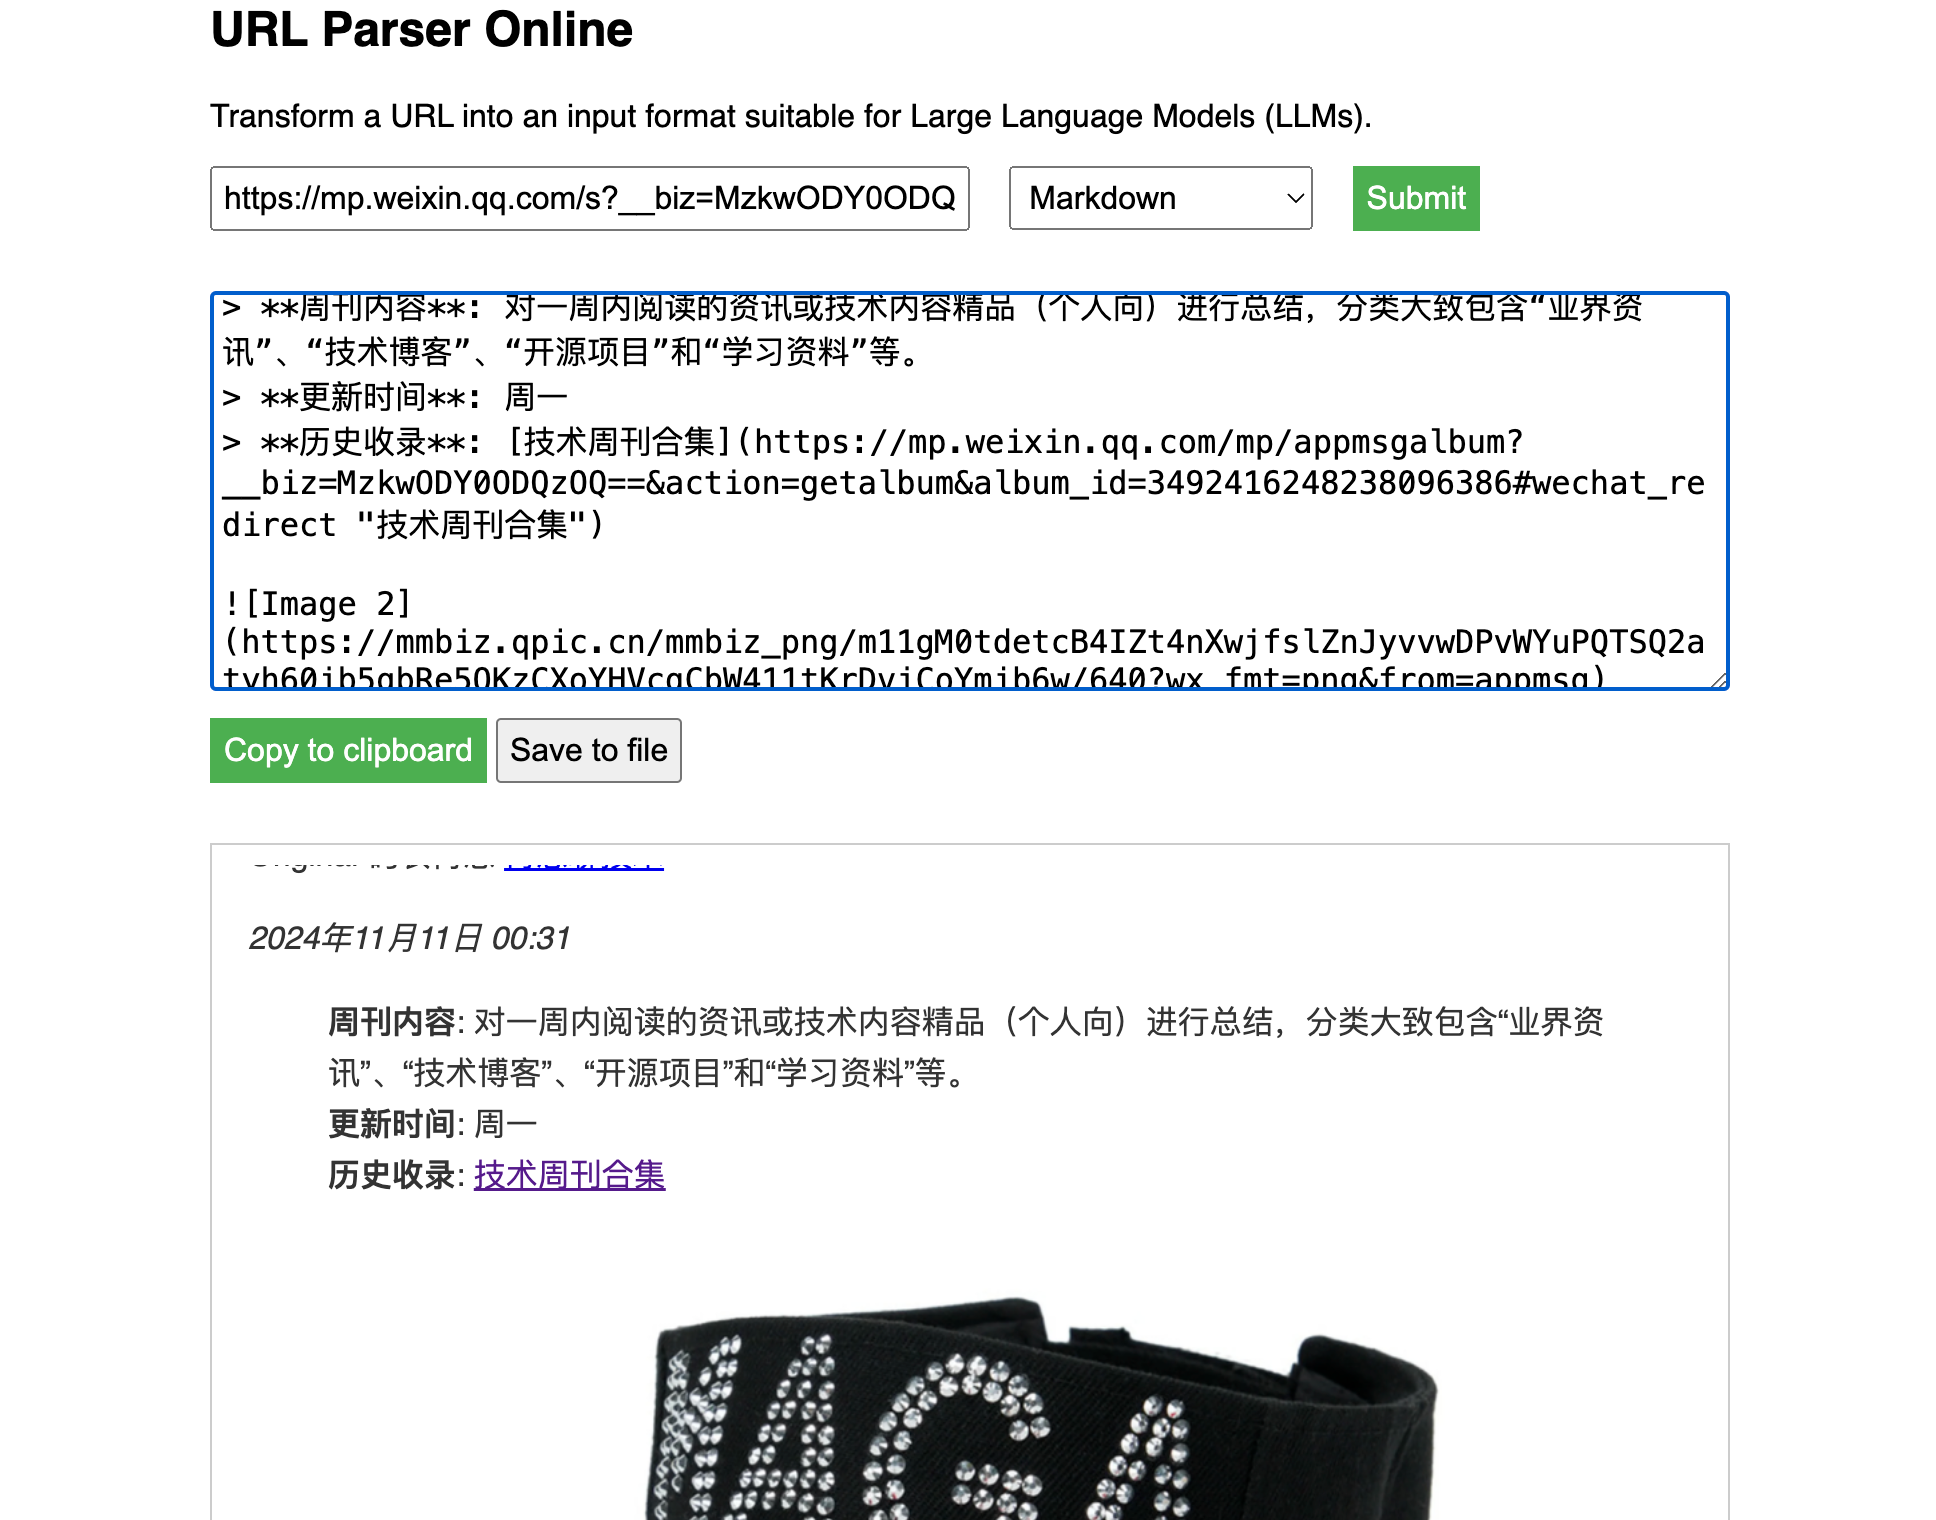 URL Parser Online
Transform a URL into an input format suitable for Large Language Models (LLMs).
https://mp.weixin.qq.com/s?__biz=MzkwODY0ODQ
Markdown
Submit
> **周刊内容**: 对一周内阅读的资讯或技术内容精品（个人向）进行总结，分类大致包含“业界资
讯”、“技术博客”、“开源项目”和“学习资料”等。
> **更新时间**: 周一
> **历史收录**: [技术周刊合集](https://mp.weixin.qq.com/mp/appmsgalbum?
__biz=MzkwODY0ODQzOQ==&action=getalbum&album_id=3492416248238096386#wechat_re
direct "技术周刊合集")
![Image 2]
(https://mmbiz.qpic.cn/mmbiz_png/m11gM0tdetcB4IZt4nXwjfslZnJyvvwDPvWYuPQTSQ2a
Copy to clipboard
Save to file
2024年11月11日 00:31
周刊内容: 对一周内阅读的资讯或技术内容精品（个人向）进行总结，分类大致包含“业界资
讯”、“技术博客”、“开源项目”和“学习资料”等。
更新时间: 周一
历史收录: 技术周刊合集
MAGA